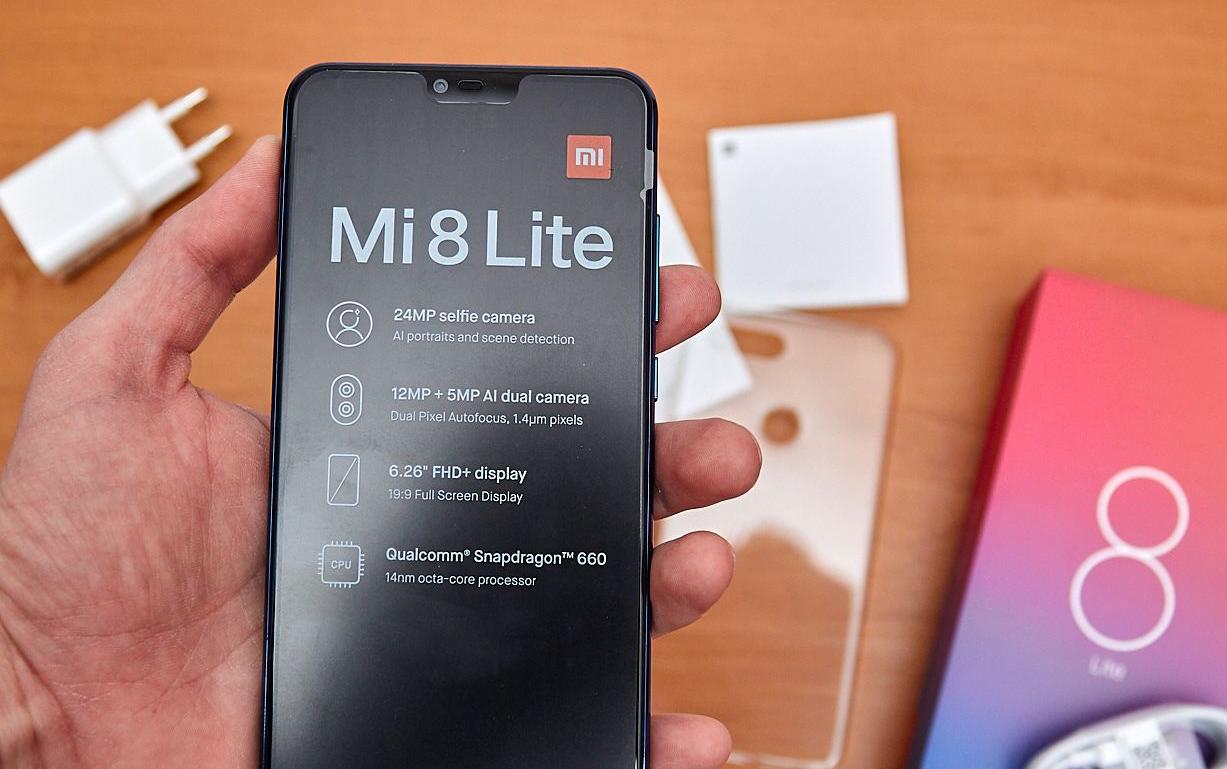 mi
Mi 8 Lite
24MP selfie camera
AI portraits and scene detection
12MP + 5MP AI dual camera
Dual Pixel Autofocus, 1.4μm pixels
6.26" FHD+ display
19:9 Full Screen Display
CPU
Qualcomm® Snapdragon™ 660
14nm octa-core processor
8
Lite